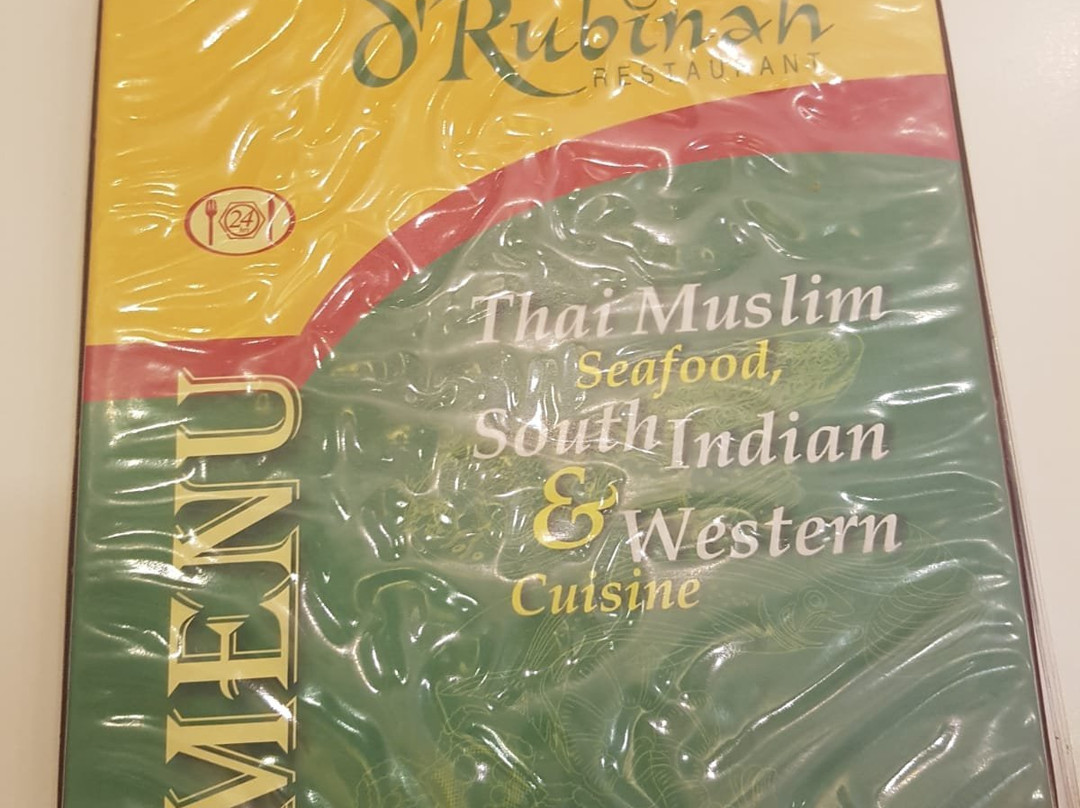 d'Rubinah
RESTAURANT
24
Thai Muslim
Seafood,
South Indian
& Western
Cuisine
MENU